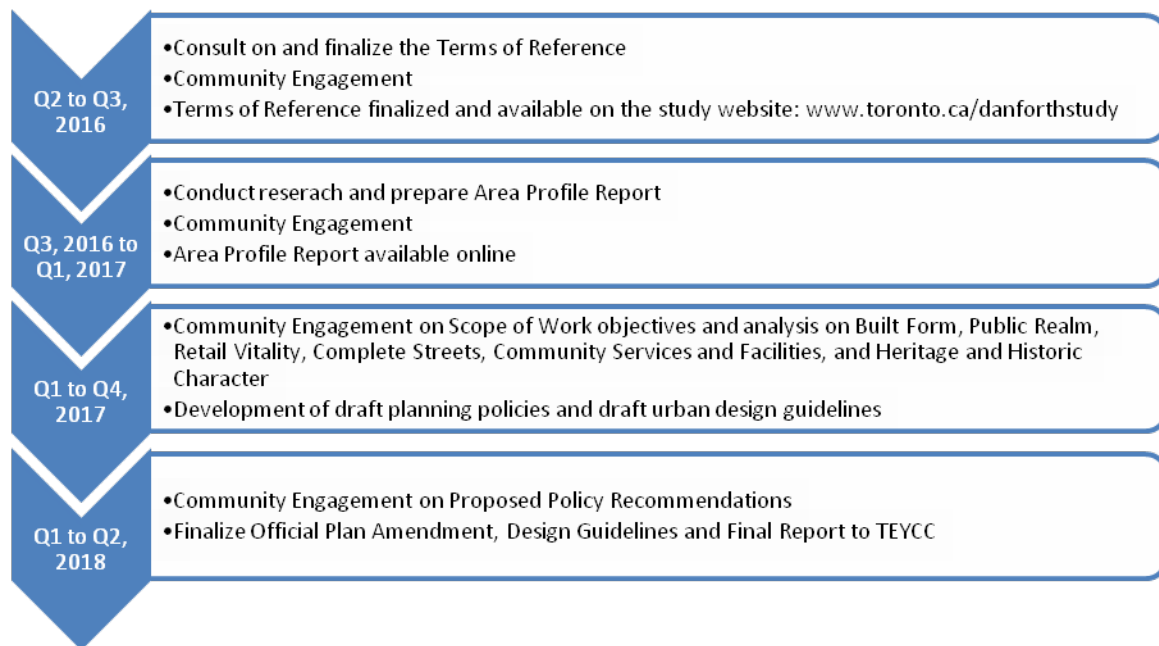 Q2 to Q3,
2016
•Consult on and finalize the Terms of Reference
•Community Engagement
•Terms of Reference finalized and available on the study website: www.toronto.ca/danforthstudy
Q3, 2016 to
Q1, 2017
•Conduct reserach and prepare Area Profile Report
•Community Engagement
•Area Profile Report available online
Q1 to Q4,
2017
•Community Engagement on Scope of Work objectives and analysis on Built Form, Public Realm,
Retail Vitality, Complete Streets, Community Services and Facilities, and Heritage and Historic
Character
•Development of draft planning policies and draft urban design guidelines
Q1 to Q2,
2018
•Community Engagement on Proposed Policy Recommendations
•Finalize Official Plan Amendment, Design Guidelines and Final Report to TEYCC